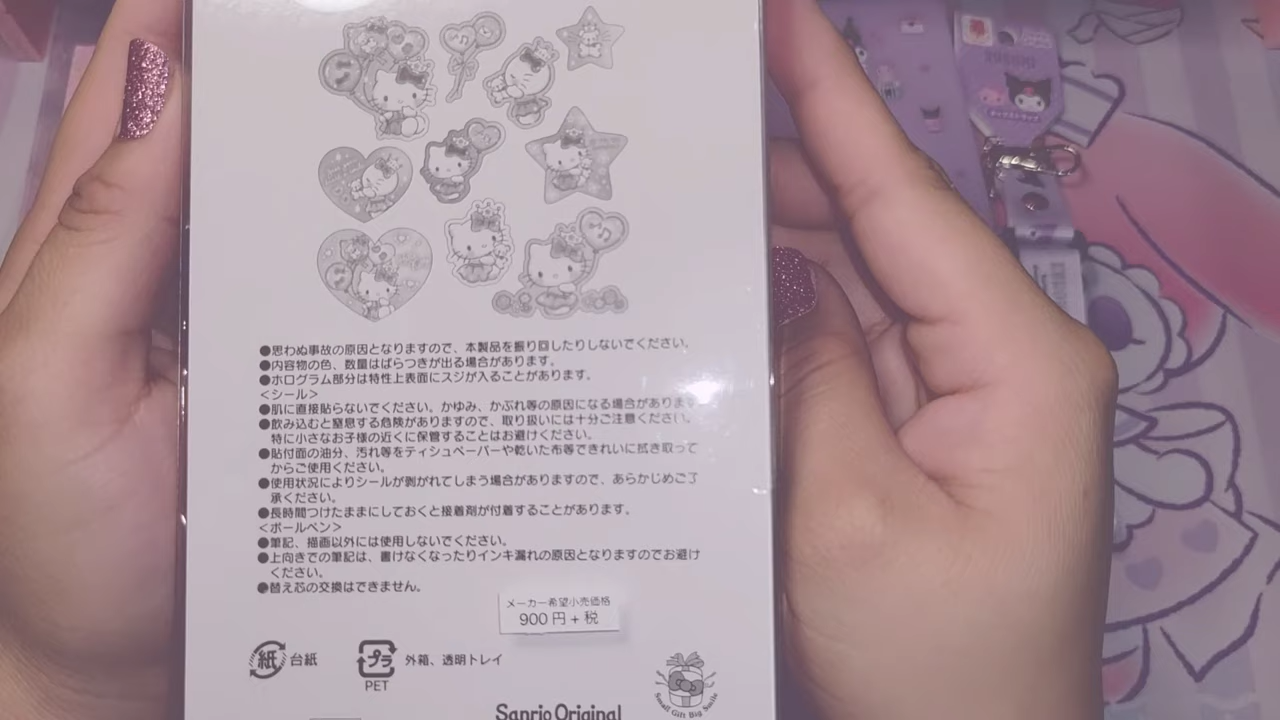 ●思わぬ事故の原因となりますので、本製品を振り回したりしないでください。
●内容物の色、数量はばらつきが出る場合があります。
●ホログラム部分は特性上表面にスジが入ることがあります。
<シール>
●肌に直接貼らないでください。かゆみ、かぶれ等の原因になる場合があります。
●飲み込むと窒息する危険がありますので、取り扱いには十分ご注意ください。
特に小さなお子様の近くに保管することはお避けください。
●貼付面の油分、汚れ等をティシュペーパーや乾いた布等できれいに拭き取って
からご使用ください。
●使用状況によりシールが剥がれてしまう場合がありますので、あらかじめご了
承ください。
●長時間つけたままにしておくと接着剤が付着することがあります。
<ボールペン>
●筆記、描画以外には使用しないでください。
●上向きでの筆記は、書けなくなったりインキ漏れの原因となりますのでお避け
ください。
●替え芯の交換はできません。
メーカー希望小売価格
900円+税
紙 台紙
プラ 外箱、透明トレイ
PET
Sanrio Original
Small Gift Big Smile